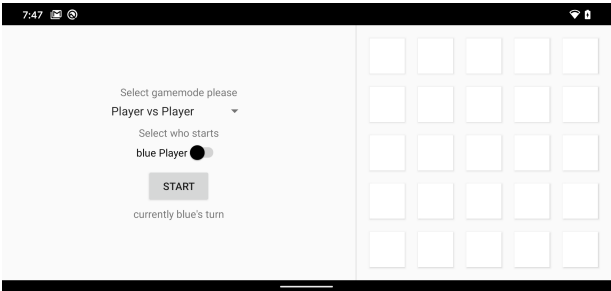 7:47
Select gamemode please
Player vs Player
Select who starts
blue Player
START
currently blue's turn